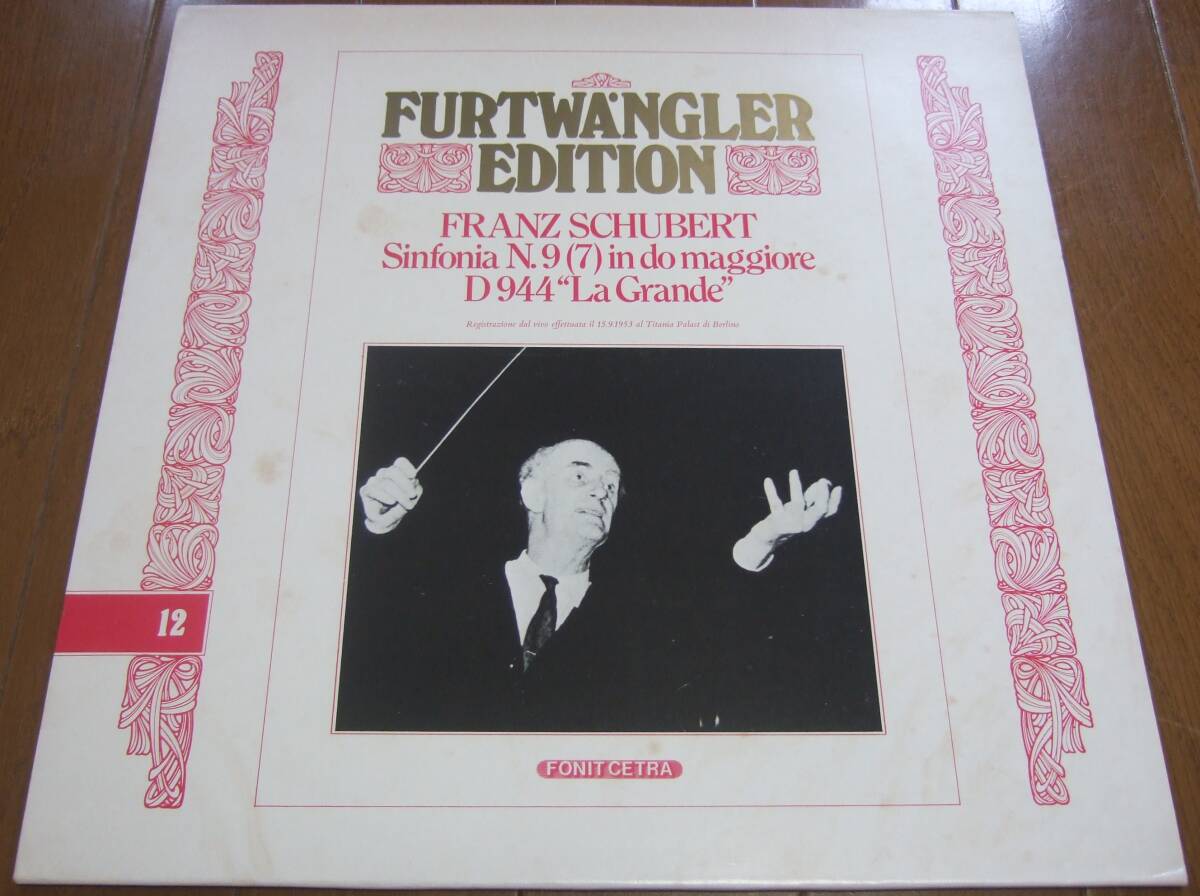 FURTWÄNGLER
EDITION
FRANZ SCHUBERT
Sinfonia N. 9 (7) in do maggiore
D 944 “La Grande”
Registrazione dal vivo effettuata il 15.9.1953 al Titania Palast di Berlino
12
FONIT CETRA